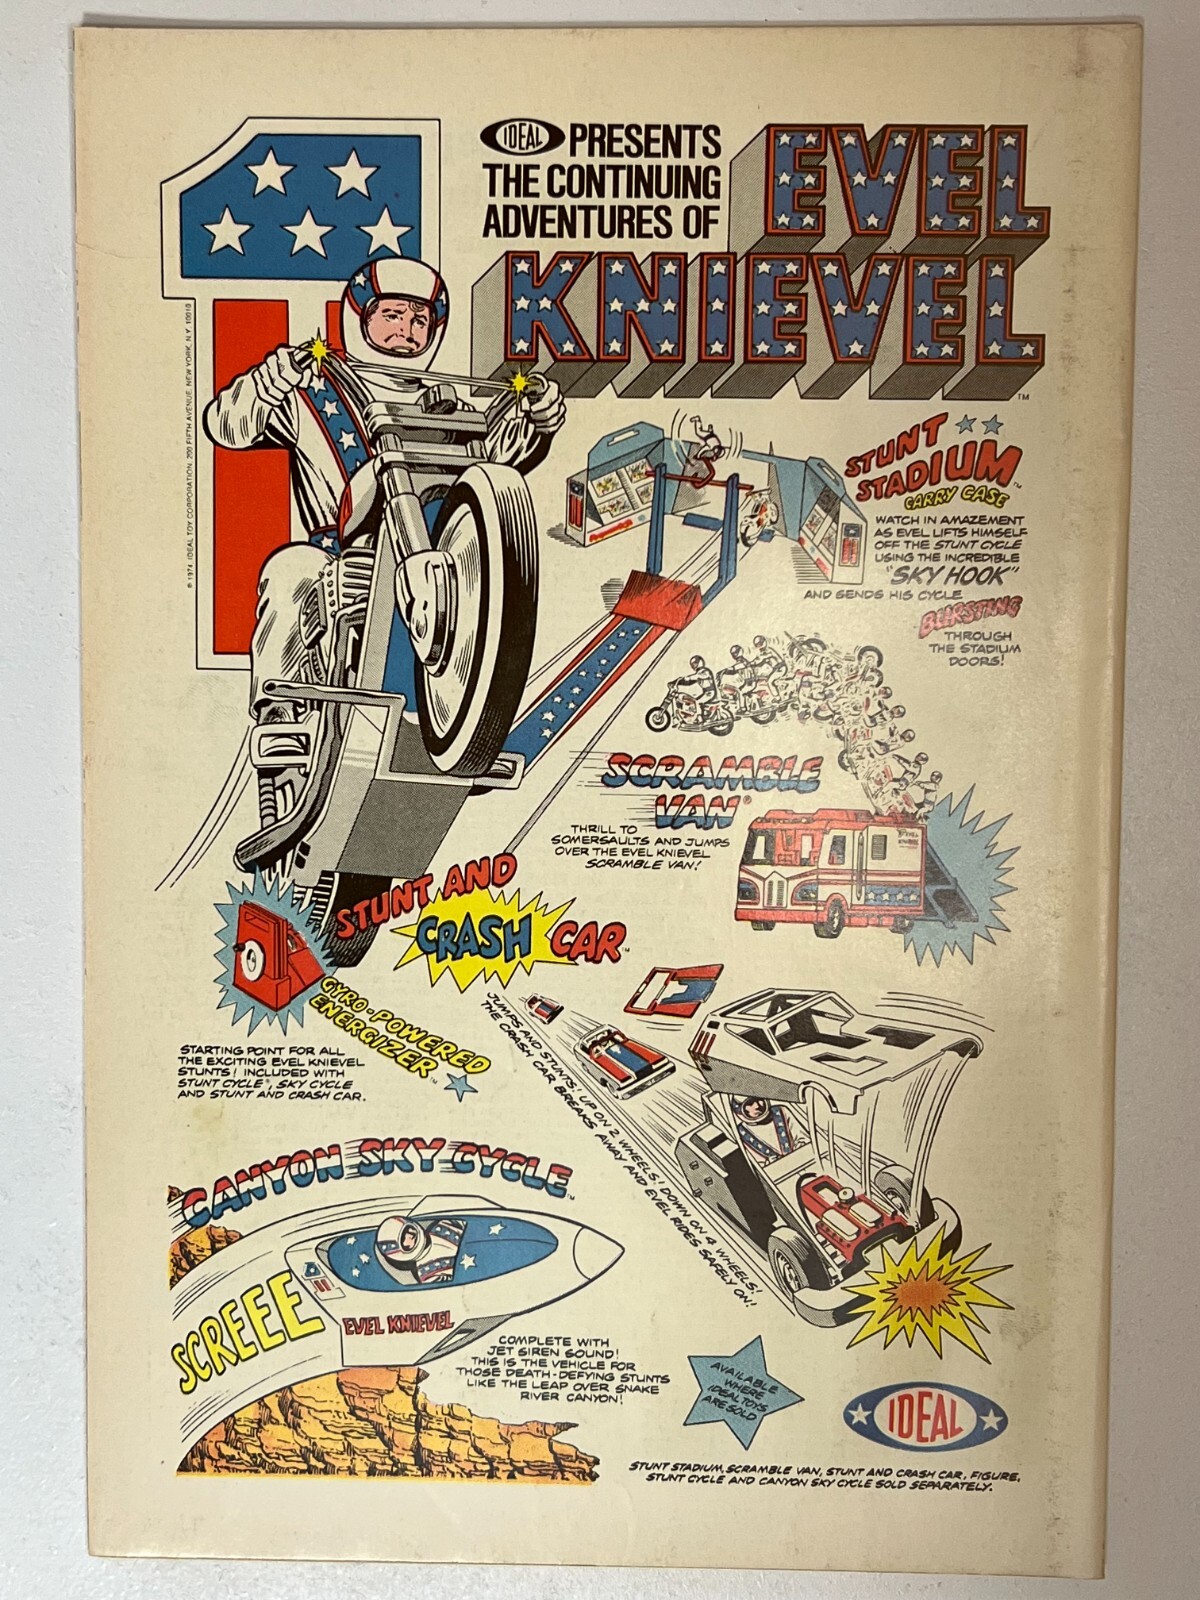 IDEAL PRESENTS
THE CONTINUING
ADVENTURES OF
EVEL
KNIEVEL
TM
© 1974 IDEAL TOY CORPORATION, 200 FIFTH AVENUE, NEW YORK, N.Y. 10010
STUNT
STADIUM
CARRY CASE
WATCH IN AMAZEMENT
AS EVEL LIFTS HIMSELF
OFF THE STUNT CYCLE
USING THE INCREDIBLE
"SKY HOOK"
AND SENDS HIS CYCLE
BURSTING
THROUGH
THE STADIUM
DOORS!
SCRAMBLE
VAN®
THRILL TO
SOMERSAULTS AND JUMPS
OVER THE EVEL KNIEVEL
SCRAMBLE VAN!
EVEL
KNIEVEL
STUNT AND
CRASH CAR TM
GYRO-POWERED
ENERGIZER TM
STARTING POINT FOR ALL
THE EXCITING EVEL KNIEVEL
STUNTS! INCLUDED WITH
STUNT CYCLE®, SKY CYCLE
AND STUNT AND CRASH CAR.
JUMPS AND STUNTS! UP ON 2 WHEELS! DOWN ON 4 WHEELS!
THE CRASH CAR BREAKS AWAY AND EVEL RIDES SAFELY ON!
CANYON SKY CYCLE TM
SCREEE
EVEL KNIEVEL
COMPLETE WITH
JET SIREN SOUND!
THIS IS THE VEHICLE FOR
THOSE DEATH-DEFYING STUNTS
LIKE THE LEAP OVER SNAKE
RIVER CANYON!
AVAILABLE
WHERE
IDEAL TOYS
ARE SOLD
IDEAL
STUNT STADIUM, SCRAMBLE VAN, STUNT AND CRASH CAR, FIGURE,
STUNT CYCLE AND CANYON SKY CYCLE SOLD SEPARATELY.